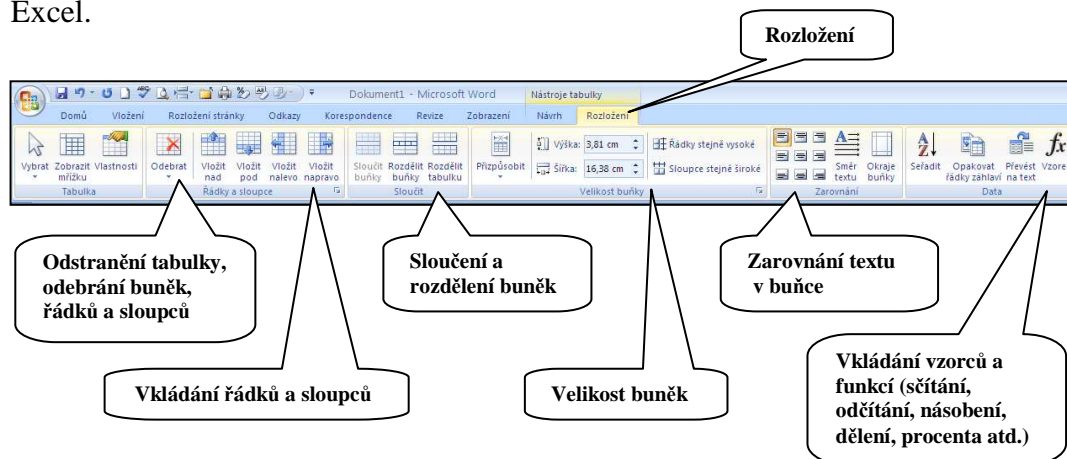 Excel.
Rozložení
Dokument1 - Microsoft Word Nástroje tabulky
Domů Vložení Rozložení stránky Odkazy Korespondence Revize Zobrazení Návrh Rozložení
Vybrat Zobrazit mřížku Vlastnosti
Tabulka
Odebrat Vložit nad Vložit pod Vložit nalevo Vložit napravo
Řádky a sloupce
Sloučit buňky Rozdělit buňky Rozdělit tabulku
Sloučit
Přizpůsobit
Výška: 3,81 cm
Šířka: 16,38 cm
Řádky stejně vysoké
Sloupce stejně široké
Velikost buňky
Směr textu Okraje buňky
Zarovnání
Seřadit Opakovat řádky záhlaví Převést na text Vzore
Data
Odstranění tabulky,
odebrání buněk,
řádků a sloupců
Sloučení a
rozdělení buněk
Zarovnání textu
v buňce
Vkládání řádků a sloupců
Velikost buněk
Vkládání vzorců a
funkcí (sčítání,
odčítání, násobení,
dělení, procenta atd.)